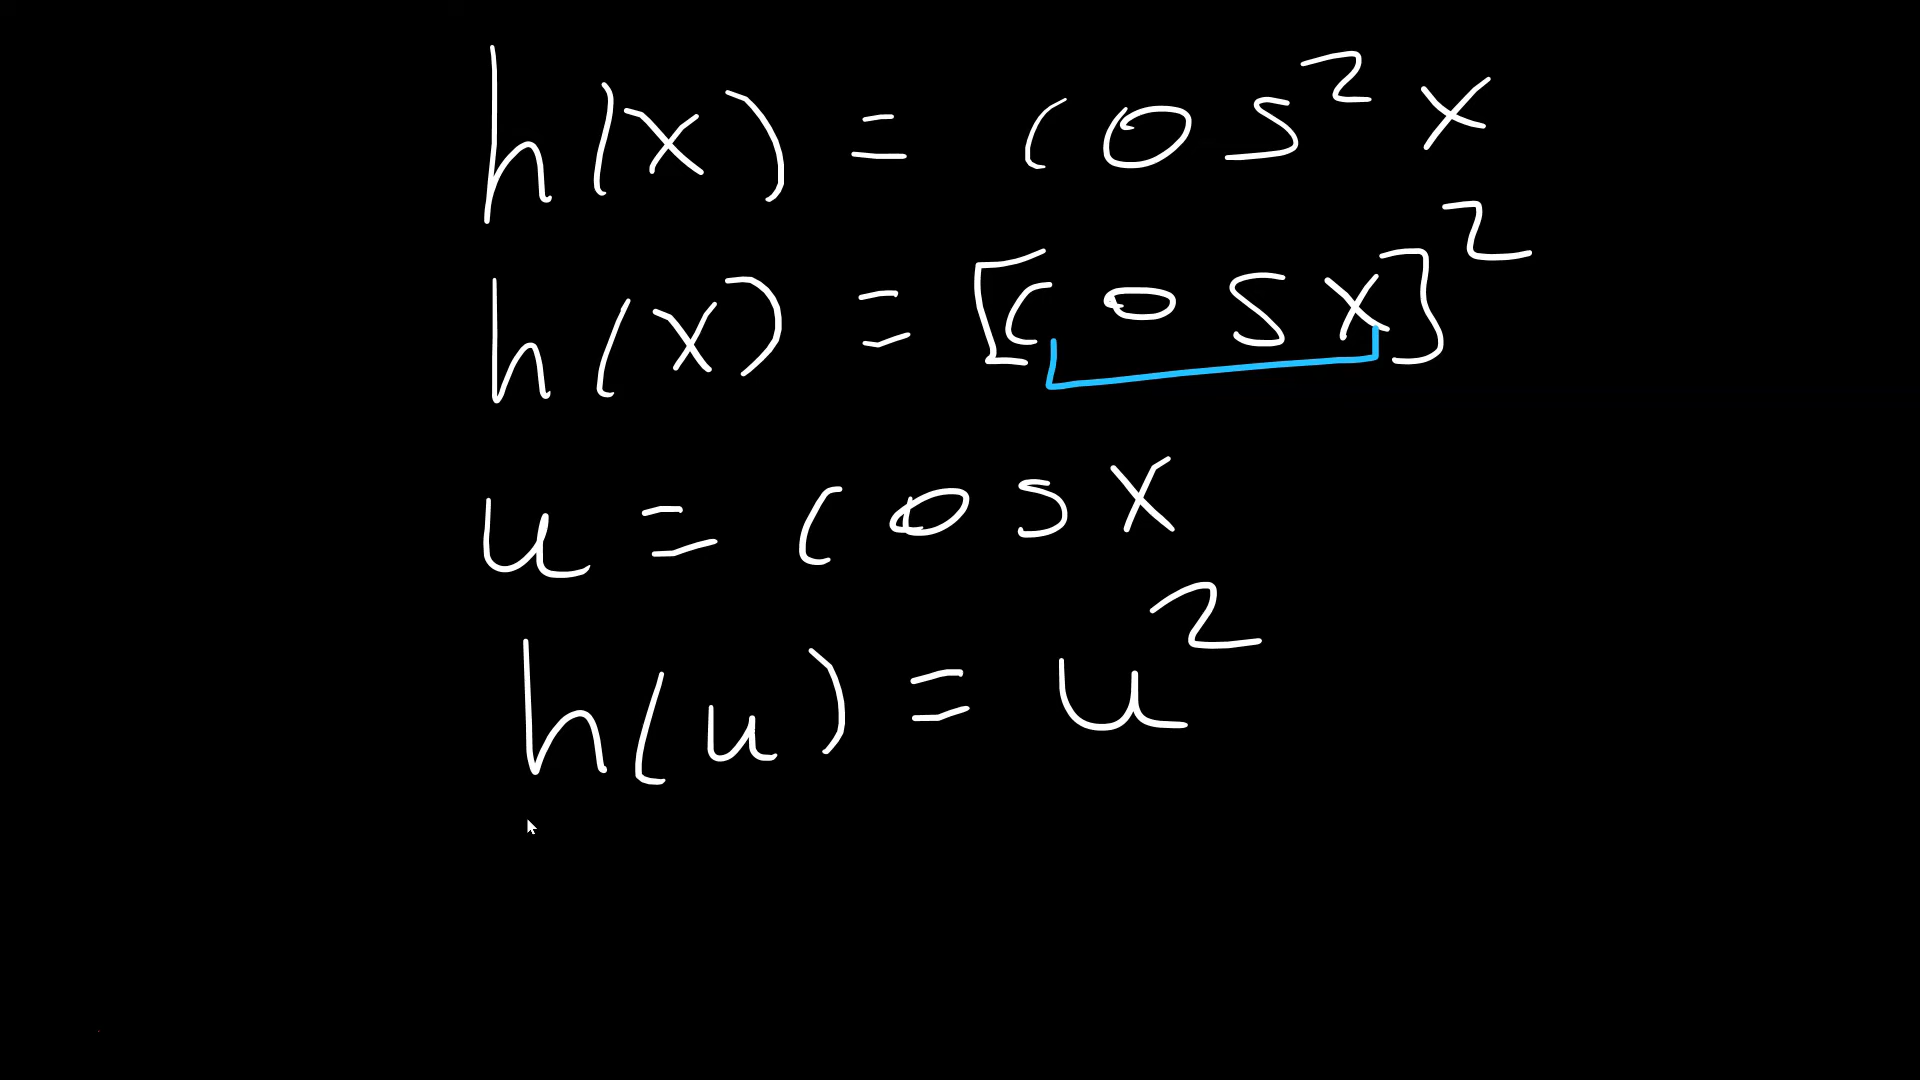 h(x) = cos² x
h(x) = [cos x]²
u = cos x
h(u) = u²